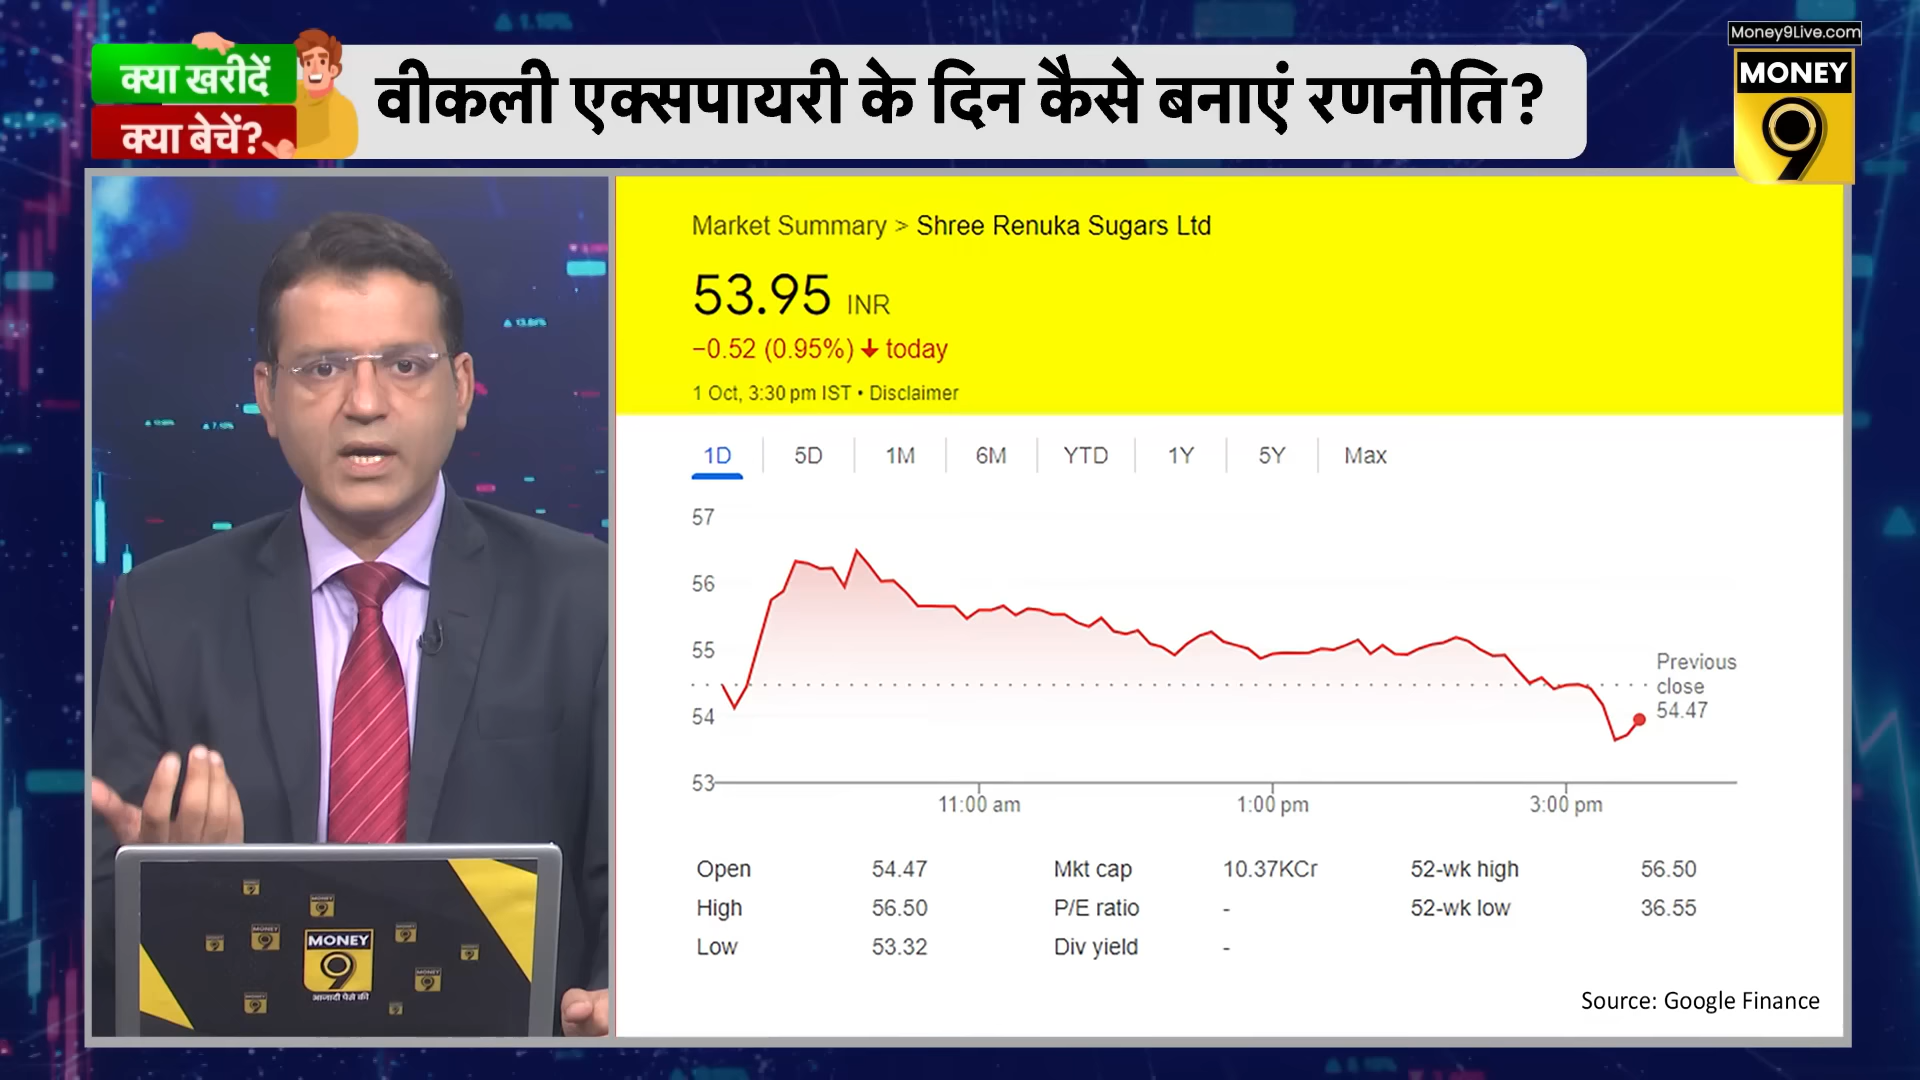 Money9Live.com
MONEY
9
क्या खरीदें
क्या बेचें?
वीकली एक्सपायरी के दिन कैसे बनाएं रणनीति?
Market Summary > Shree Renuka Sugars Ltd
53.95 INR
−0.52 (0.95%) ↓ today
1 Oct, 3:30 pm IST • Disclaimer
1D 5D 1M 6M YTD 1Y 5Y Max
57
56
55
54
53
Previous
close
54.47
11:00 am 1:00 pm 3:00 pm
Open 54.47 Mkt cap 10.37KCr 52-wk high 56.50
High 56.50 P/E ratio - 52-wk low 36.55
Low 53.32 Div yield -
Source: Google Finance
MONEY
9
आजादी पैसे की